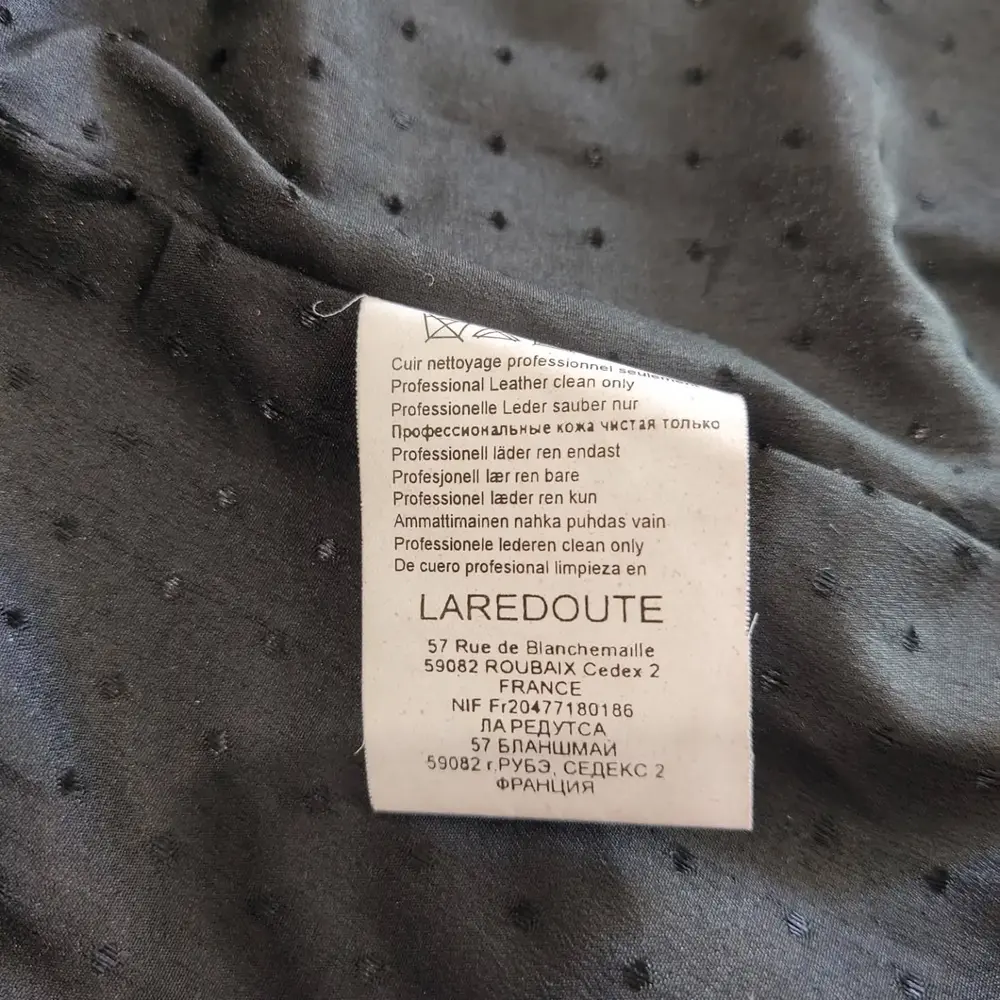 Cuir nettoyage professionnel seulement
Professional Leather clean only
Professionelle Leder sauber nur
Профессиональные кожа чистая только
Professionell läder ren endast
Profesjonell lær ren bare
Professionel læder ren kun
Ammattimainen nahka puhdas vain
Professionele lederen clean only
De cuero profesional limpieza en
LAREDOUTE
57 Rue de Blanchemaille
59082 ROUBAIX Cedex 2
FRANCE
NIF Fr20477180186
ЛА РЕДУТСА
57 БЛАНШМАЙ
59082 г.РУБЭ, СЕДЕКС 2
ФРАНЦИЯ